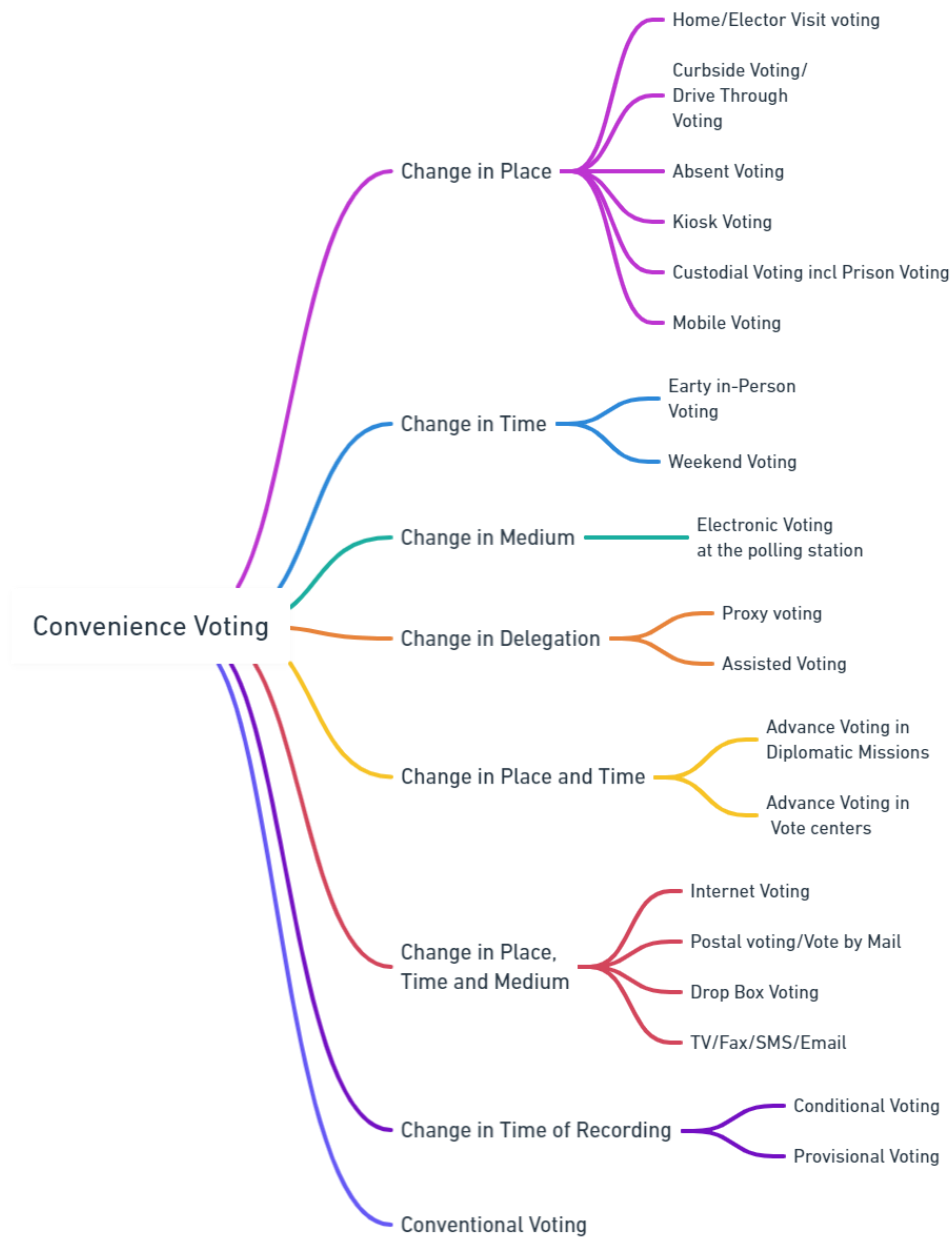 Home/Elector Visit voting
Curbside Voting/
Drive Through
Voting
Change in Place
Absent Voting
Kiosk Voting
Custodial Voting incl Prison Voting
Mobile Voting
Earty in-Person
Voting
Change in Time
Weekend Voting
Change in Medium
Electronic Voting
at the polling station
Convenience Voting
Change in Delegation
Proxy voting
Assisted Voting
Change in Place and Time
Advance Voting in
Diplomatic Missions
Advance Voting in
Vote centers
Change in Place,
Time and Medium
Internet Voting
Postal voting/Vote by Mail
Drop Box Voting
TV/Fax/SMS/Email
Change in Time of Recording
Conditional Voting
Provisional Voting
Conventional Voting